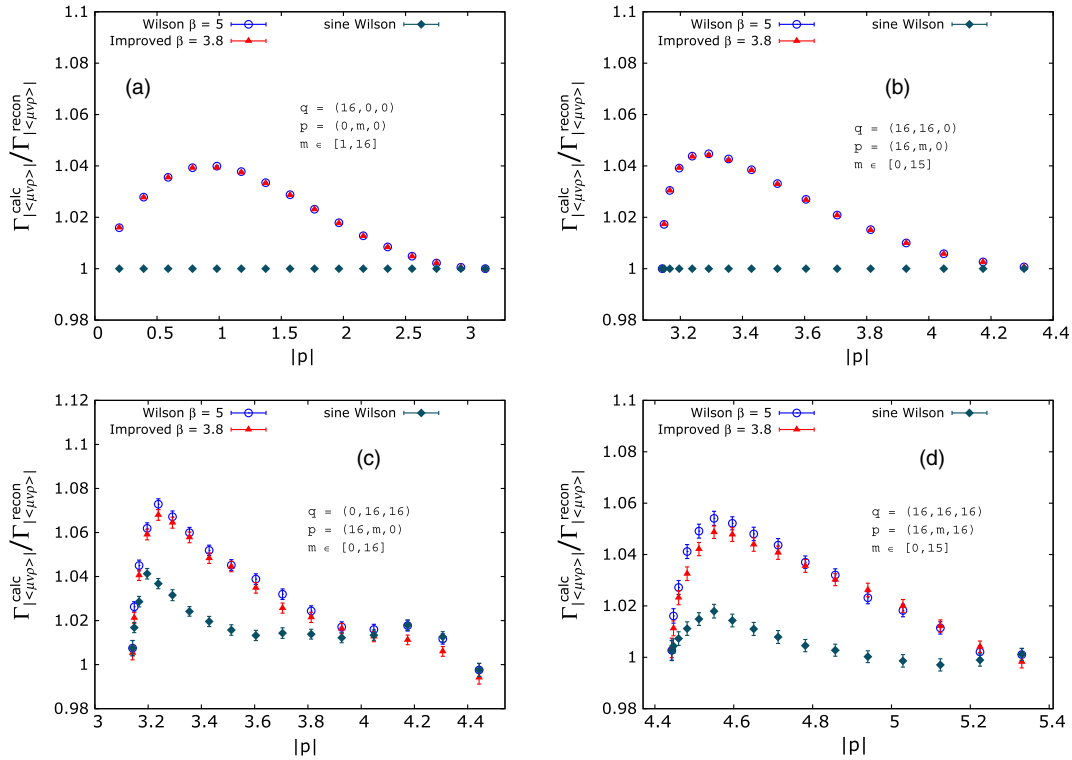 Wilson β = 5
Improved β = 3.8
sine Wilson
(a)
q = (16,0,0)
p = (0,m,0)
m ϵ [1,16]
1.1
1.08
1.06
1.04
1.02
1
0.98
0 0.5 1 1.5 2 2.5 3
|p|
Γ^calc_|<μνρ>| / Γ^recon_|<μνρ>|
Wilson β = 5
Improved β = 3.8
sine Wilson
(b)
q = (16,16,0)
p = (16,m,0)
m ϵ [0,15]
1.1
1.08
1.06
1.04
1.02
1
0.98
3.2 3.4 3.6 3.8 4 4.2 4.4
|p|
Γ^calc_|<μνρ>| / Γ^recon_|<μνρ>|
Wilson β = 5
Improved β = 3.8
sine Wilson
(c)
q = (0,16,16)
p = (16,m,0)
m ϵ [0,16]
1.12
1.1
1.08
1.06
1.04
1.02
1
0.98
3 3.2 3.4 3.6 3.8 4 4.2 4.4
|p|
Γ^calc_|<μνρ>| / Γ^recon_|<μνρ>|
Wilson β = 5
Improved β = 3.8
sine Wilson
(d)
q = (16,16,16)
p = (16,m,16)
m ϵ [0,15]
1.1
1.08
1.06
1.04
1.02
1
0.98
4.4 4.6 4.8 5 5.2 5.4
|p|
Γ^calc_|<μνρ>| / Γ^recon_|<μνρ>|